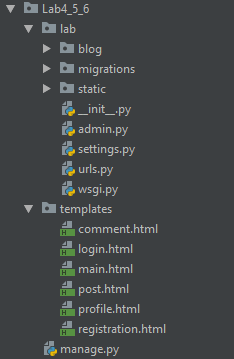 Lab4_5_6
lab
blog
migrations
static
__init__.py
admin.py
settings.py
urls.py
wsgi.py
templates
comment.html
login.html
main.html
post.html
profile.html
registration.html
manage.py